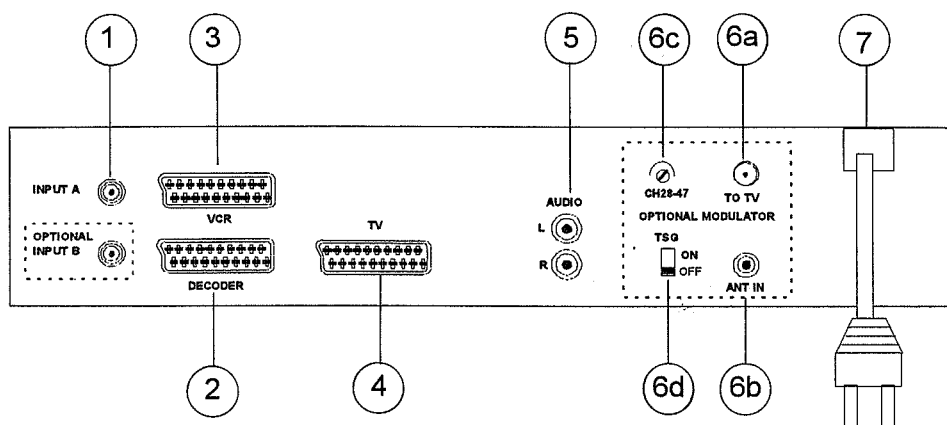 1
3
5
6c
6a
7
INPUT A
VCR
OPTIONAL
INPUT B
DECODER
TV
AUDIO
L
R
CH28-47
TO TV
OPTIONAL MODULATOR
TSG
ON
OFF
ANT IN
2
4
6d
6b